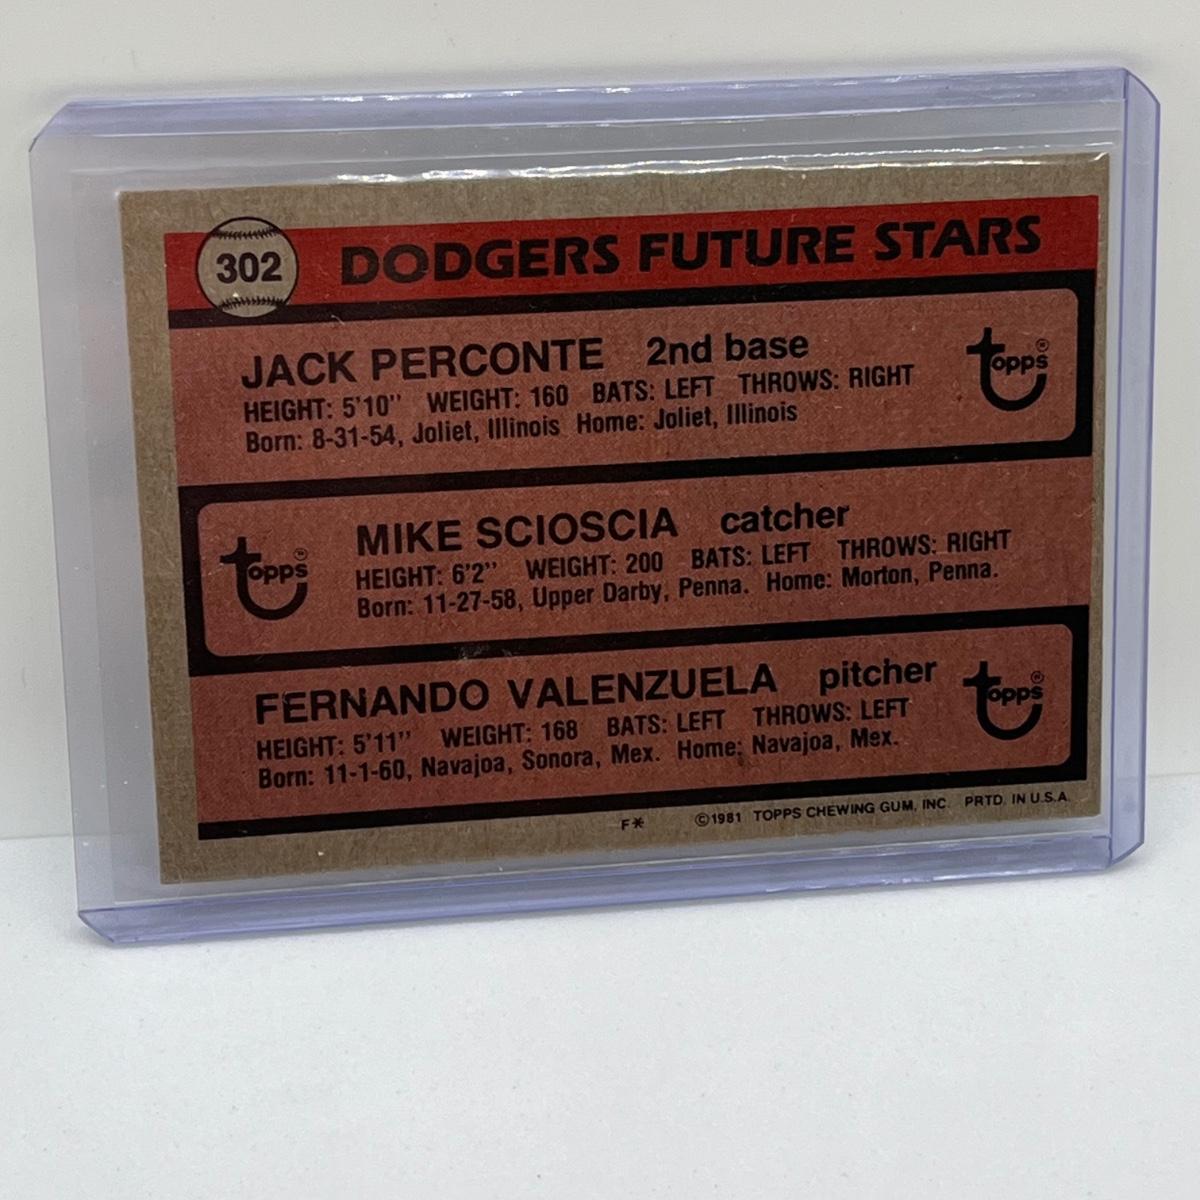 302 DODGERS FUTURE STARS
JACK PERCONTE 2nd base
HEIGHT: 5'10" WEIGHT: 160 BATS: LEFT THROWS: RIGHT
Born: 8-31-54, Joliet, Illinois Home: Joliet, Illinois
topps®
MIKE SCIOSCIA catcher
HEIGHT: 6'2" WEIGHT: 200 BATS: LEFT THROWS: RIGHT
Born: 11-27-58, Upper Darby, Penna. Home: Morton, Penna.
topps®
FERNANDO VALENZUELA pitcher
HEIGHT: 5'11" WEIGHT: 168 BATS: LEFT THROWS: LEFT
Born: 11-1-60, Navajoa, Sonora, Mex. Home: Navajoa, Mex.
topps®
F* ©1981 TOPPS CHEWING GUM, INC. PRTD. IN U.S.A.